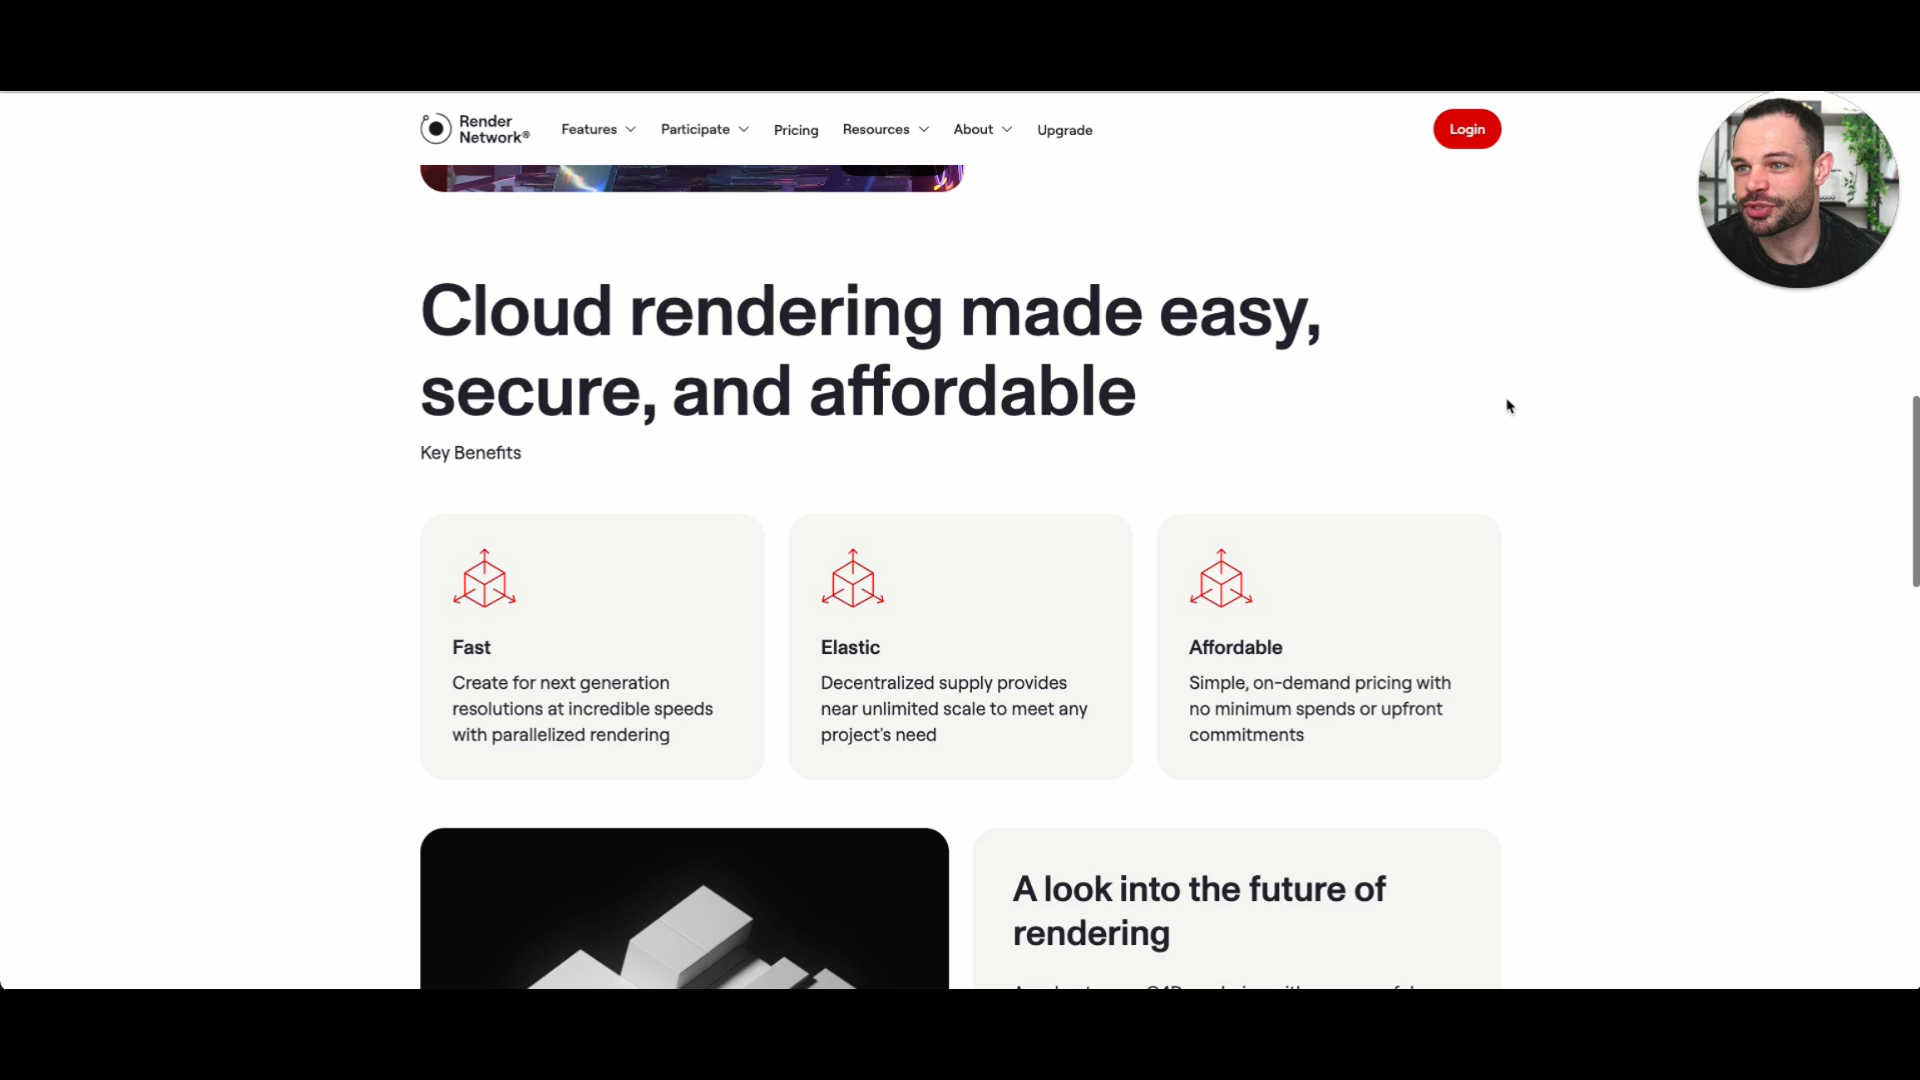 Render
Network®
Features
Participate
Pricing
Resources
About
Upgrade
Login
Cloud rendering made easy,
secure, and affordable
Key Benefits
Fast
Create for next generation
resolutions at incredible speeds
with parallelized rendering
Elastic
Decentralized supply provides
near unlimited scale to meet any
project's need
Affordable
Simple, on-demand pricing with
no minimum spends or upfront
commitments
A look into the future of
rendering